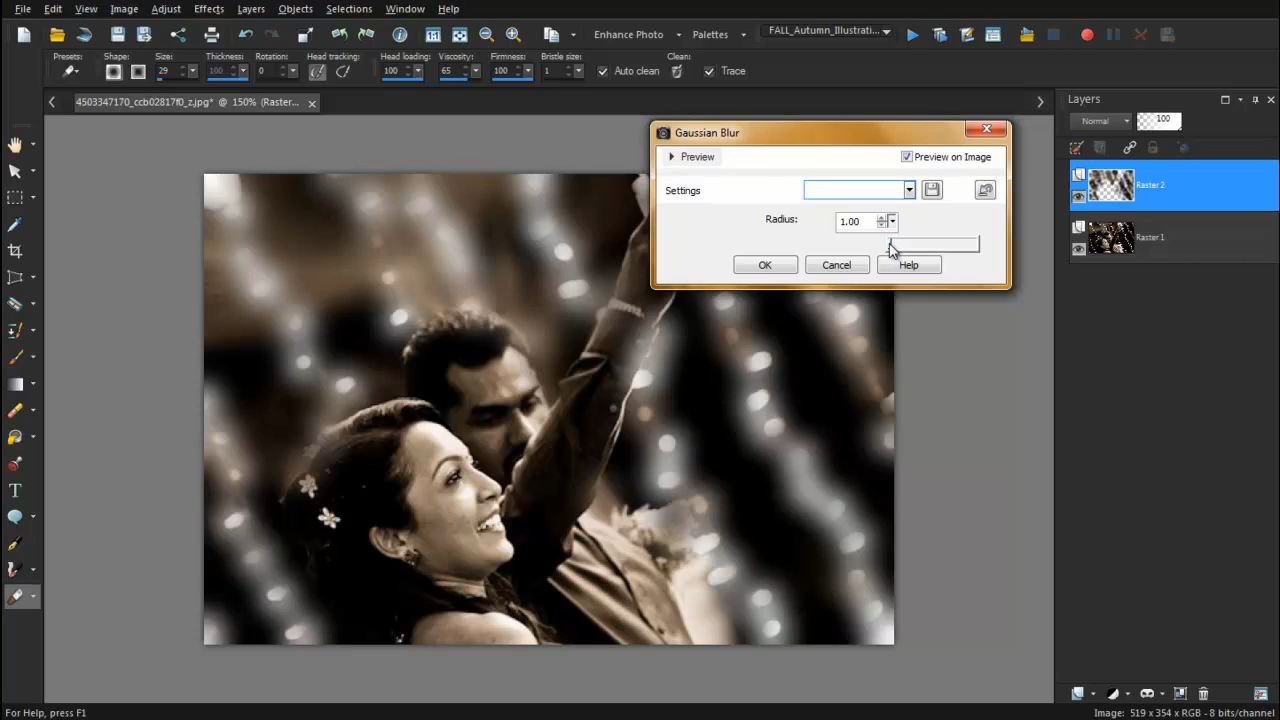 File Edit View Image Adjust Effects Layers Objects Selections Window Help
Enhance Photo Palettes FALL_Autumn_Illustrati...
Presets: Shape: Size: Thickness: Rotation: Head tracking: Head loading: Viscosity: Firmness: Bristle size: Clean:
29 100 0 100 65 100 1 Auto clean Trace
4503347170_ccb02817f0_z.jpg* @ 150% (Raster...
Layers
Normal 100
Raster 2
Raster 1
Gaussian Blur
Preview Preview on Image
Settings
Radius: 1.00
OK Cancel Help
For Help, press F1
Image: 519 x 354 x RGB - 8 bits/channel